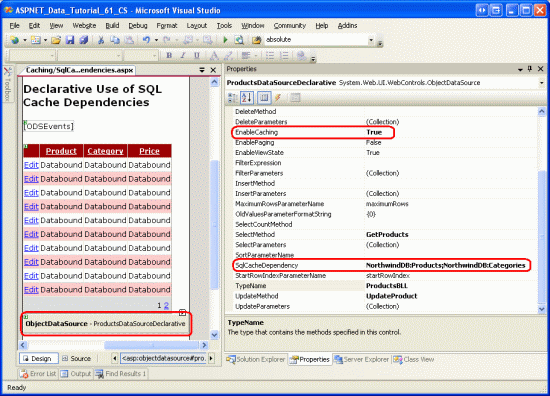 ASPNET_Data_Tutorial_61_CS - Microsoft Visual Studio
File Edit View Website Build Debug Format Layout Tools Window Community Help Addins
absolute
Toolbox
Caching/SqlCa...endencies.aspx
Declarative Use of SQL
Cache Dependencies
[ODSEvents]
Product Category Price
Edit Databound Databound Databound
Edit Databound Databound Databound
Edit Databound Databound Databound
Edit Databound Databound Databound
Edit Databound Databound Databound
Edit Databound Databound Databound
Edit Databound Databound Databound
Edit Databound Databound Databound
Edit Databound Databound Databound
Edit Databound Databound Databound
1 2
ObjectDataSource - ProductsDataSourceDeclarative
Design Source <asp:objectdatasource#pro...
Properties
ProductsDataSourceDeclarative System.Web.UI.WebControls.ObjectDataSource
DeleteMethod
DeleteParameters (Collection)
EnableCaching True
EnablePaging False
EnableViewState True
FilterExpression
FilterParameters (Collection)
InsertMethod
InsertParameters (Collection)
MaximumRowsParameterName maximumRows
OldValuesParameterFormatString {0}
SelectCountMethod
SelectMethod GetProducts
SelectParameters (Collection)
SortParameterName
SqlCacheDependency NorthwindDB:Products;NorthwindDB:Categories
StartRowIndexParameterName startRowIndex
TypeName ProductsBLL
UpdateMethod UpdateProduct
UpdateParameters (Collection)
TypeName
The type that contains the methods specified in this control.
Solution Explorer Properties Server Explorer Class View
Error List Output Find Results 1
Ready